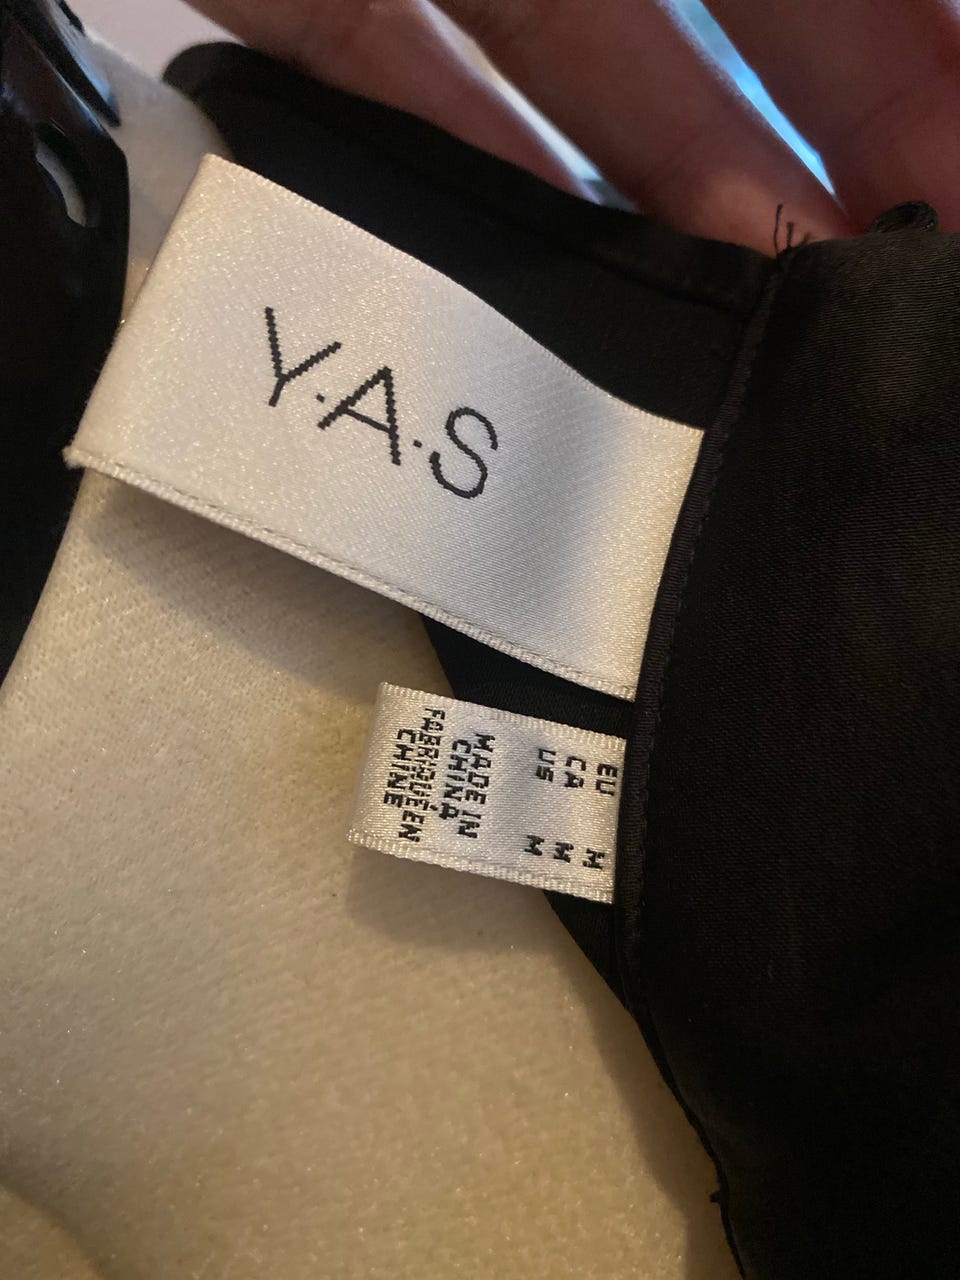 Y.A.S
EU M
CA M
US M
MADE IN
CHINA
FABRIQUÉ EN
CHINE